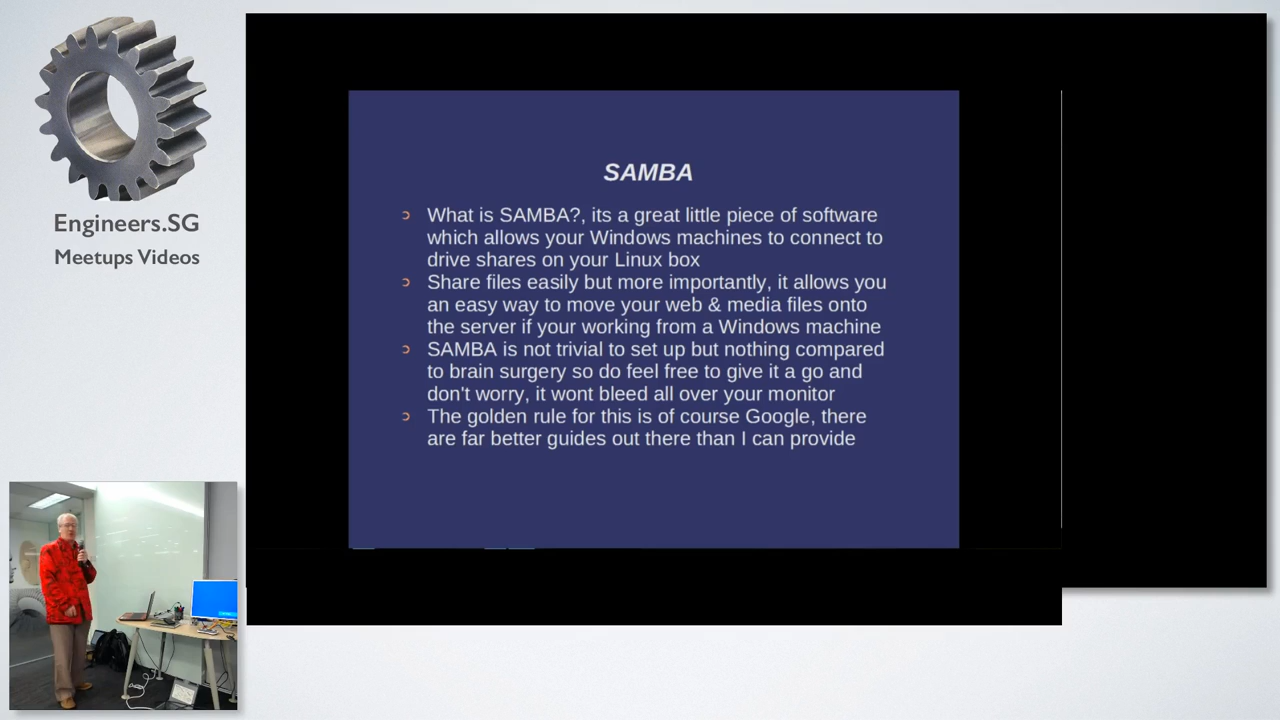 Engineers.SG
Meetups Videos
SAMBA
What is SAMBA?, its a great little piece of software
which allows your Windows machines to connect to
drive shares on your Linux box
Share files easily but more importantly, it allows you
an easy way to move your web & media files onto
the server if your working from a Windows machine
SAMBA is not trivial to set up but nothing compared
to brain surgery so do feel free to give it a go and
don't worry, it wont bleed all over your monitor
The golden rule for this is of course Google, there
are far better guides out there than I can provide